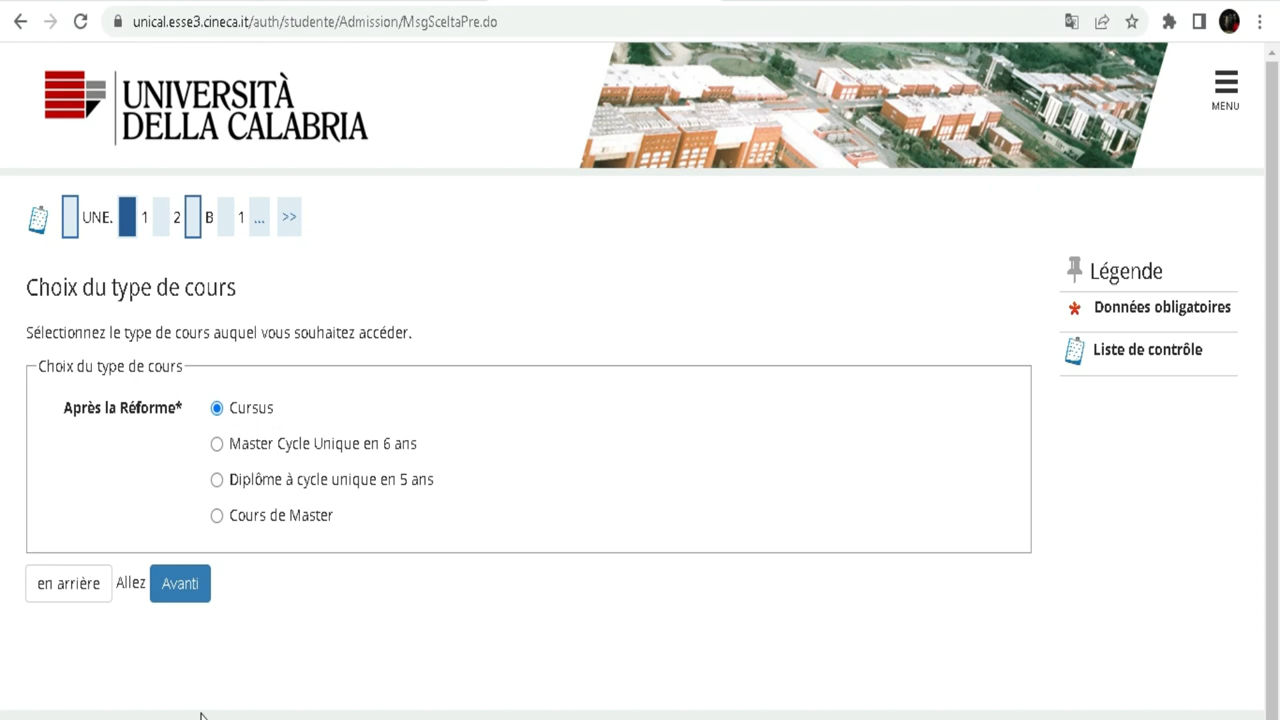 unical.esse3.cineca.it/auth/studente/Admission/MsgSceltaPre.do
UNIVERSITÀ
DELLA CALABRIA
MENU
UNE. 1 2 B 1 ... >>
Légende
Choix du type de cours
Données obligatoires
Sélectionnez le type de cours auquel vous souhaitez accéder.
Liste de contrôle
Choix du type de cours
Après la Réforme* Cursus
Master Cycle Unique en 6 ans
Diplôme à cycle unique en 5 ans
Cours de Master
en arrière Allez Avanti